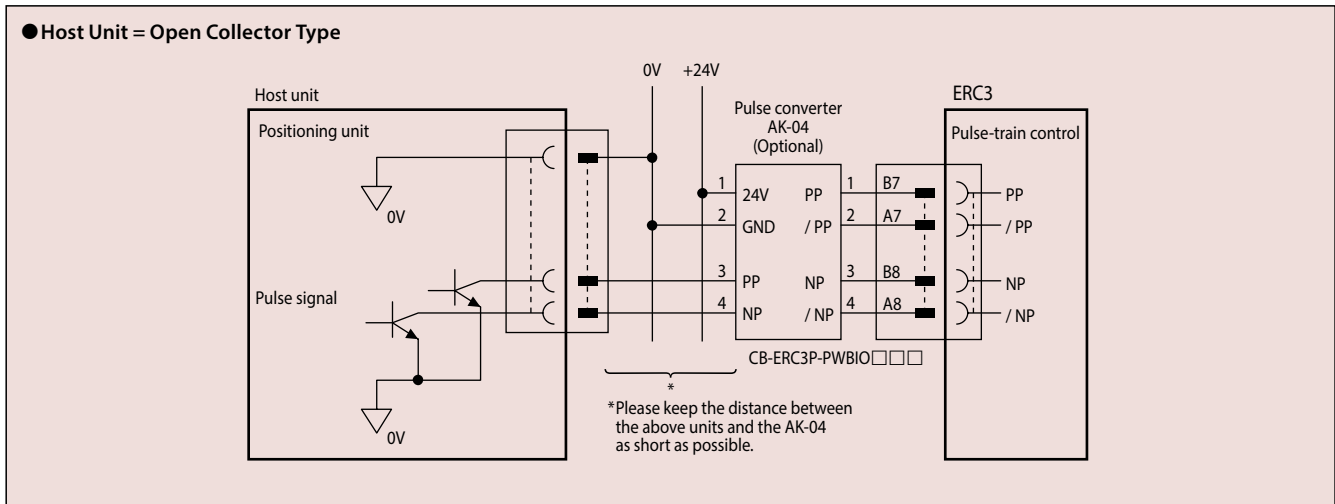 ●Host Unit = Open Collector Type
0V +24V
Host unit
Positioning unit
0V
Pulse signal
0V
Pulse converter
AK-04
(Optional)
1 24V PP 1 B7
2 GND / PP 2 A7
3 PP NP 3 B8
4 NP / NP 4 A8
CB-ERC3P-PWBIO□□□
*
*Please keep the distance between
the above units and the AK-04
as short as possible.
ERC3
Pulse-train control
PP
/ PP
NP
/ NP